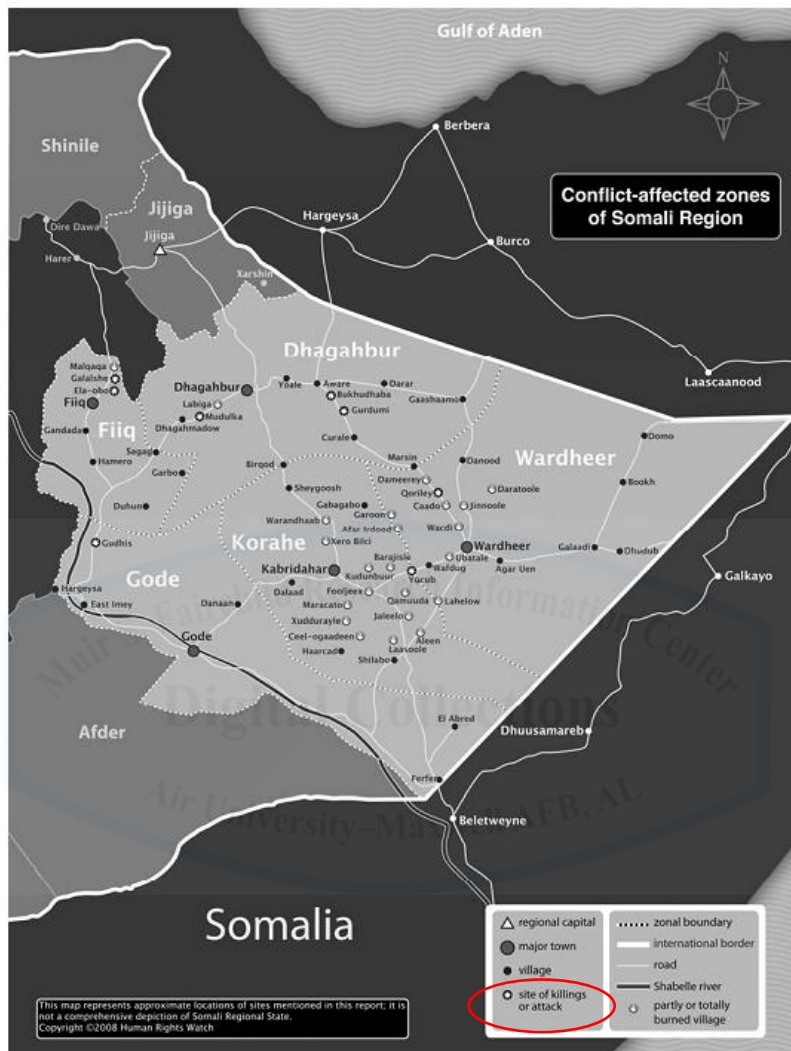 Gulf of Aden
N
Berbera
Shinile
Conflict-affected zones
of Somali Region
Jijiga
Hargeysa
Dire Dawa
Jijiga
Burco
Harer
Xarshin
Dhagahbur
Laascaanood
Malqaqa
Galalshe
Ela-obo
Fiiq
Dhagahbur
Yoale
Aware
Darar
Labiga
Bukhudhaba
Gaashaamo
Mudulka
Gurdumi
Fiiq
Dhagahmadow
Gandada
Curale
Domo
Sagag
Marsin
Danood
Wardheer
Hamero
Birqod
Garbo
Dameerey
Bookh
Sheygoosh
Qoriley
Daratoole
Duhun
Gabagabo
Caado
Jinnoole
Garoon
Warandhaab
Afar Irdood
Wacdi
Gudhis
Korahe
Xero Bilci
Wardheer
Galaadi
Dhudub
Barajisle
Ubatale
Kabridahar
Wafdug
Agar Uen
Gode
Kudunbuur
Yucub
Galkayo
Hargeysa
Dalaad
Fooljeex
East Imey
Danaan
Maracato
Qamuuda
Lahelow
Xuddurayle
Jaleelo
Gode
Ceel-ogaadeen
Aleen
Haarcad
Laasoole
Shilabo
Muir S. Fairchild Research Information Center
Digital Collections
El Abred
Afder
Dhuusamareb
Ferfer
Air University–Maxwell AFB, AL
Beletweyne
Somalia
regional capital
major town
village
site of killings
or attack
zonal boundary
international border
road
Shabelle river
partly or totally
burned village
This map represents approximate locations of sites mentioned in this report; it is
not a comprehensive depiction of Somali Regional State.
Copyright ©2008 Human Rights Watch